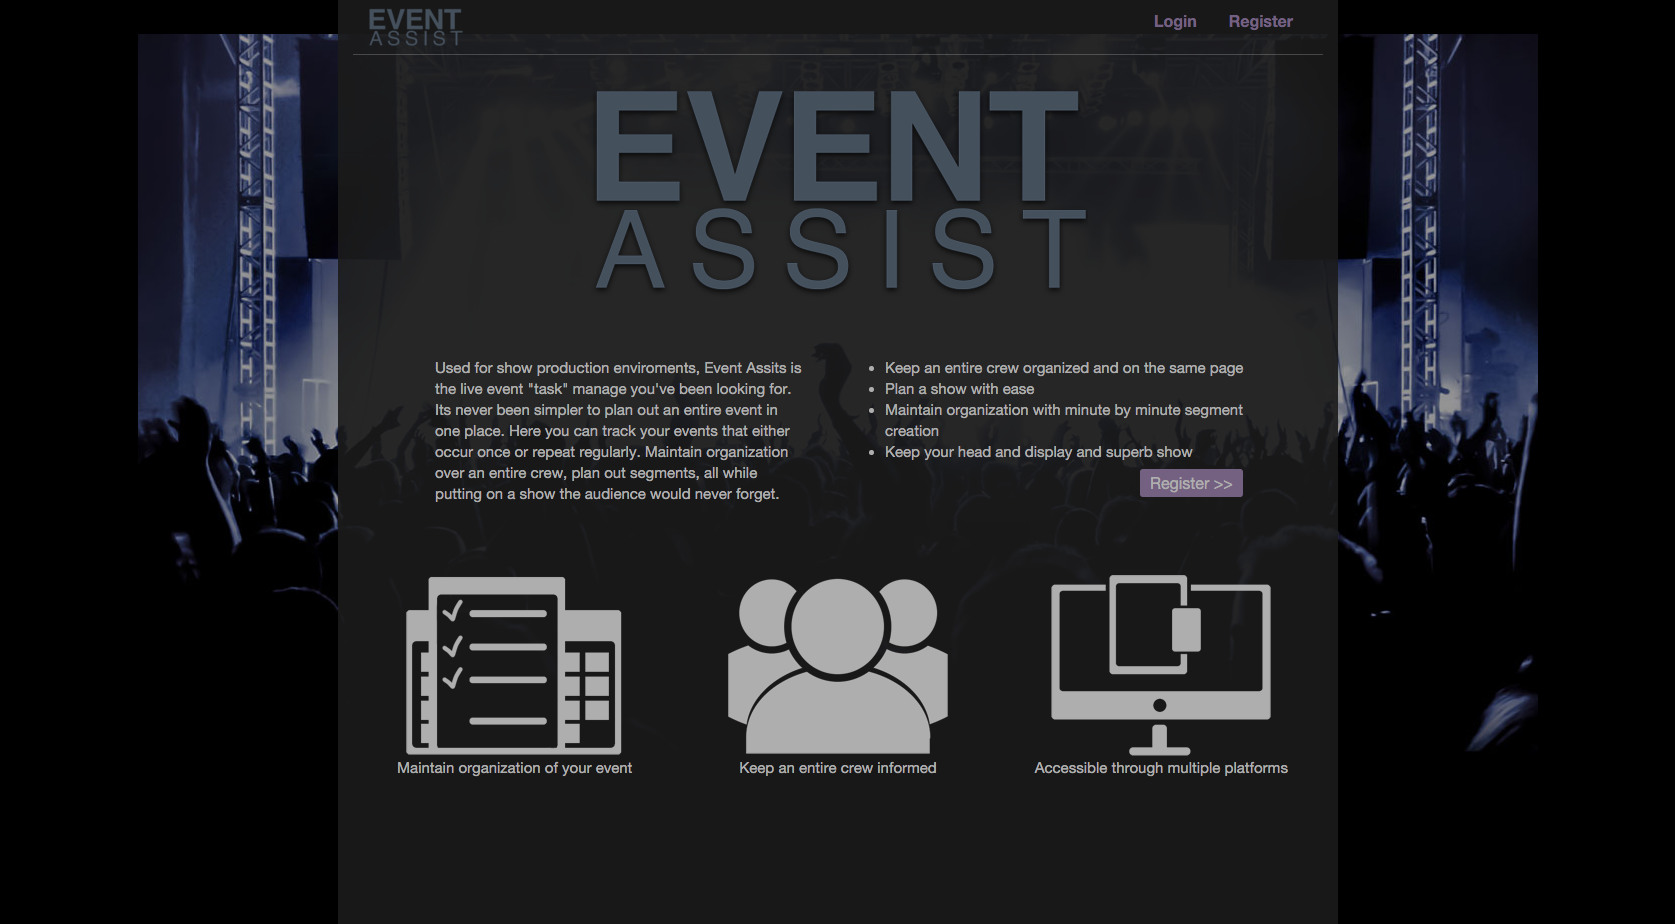 EVENT
ASSIST
Login
Register
EVENT
ASSIST
Used for show production enviroments, Event Assits is
the live event "task" manage you've been looking for.
Its never been simpler to plan out an entire event in
one place. Here you can track your events that either
occur once or repeat regularly. Maintain organization
over an entire crew, plan out segments, all while
putting on a show the audience would never forget.
• Keep an entire crew organized and on the same page
• Plan a show with ease
• Maintain organization with minute by minute segment
creation
• Keep your head and display and superb show
Register >>
Maintain organization of your event
Keep an entire crew informed
Accessible through multiple platforms